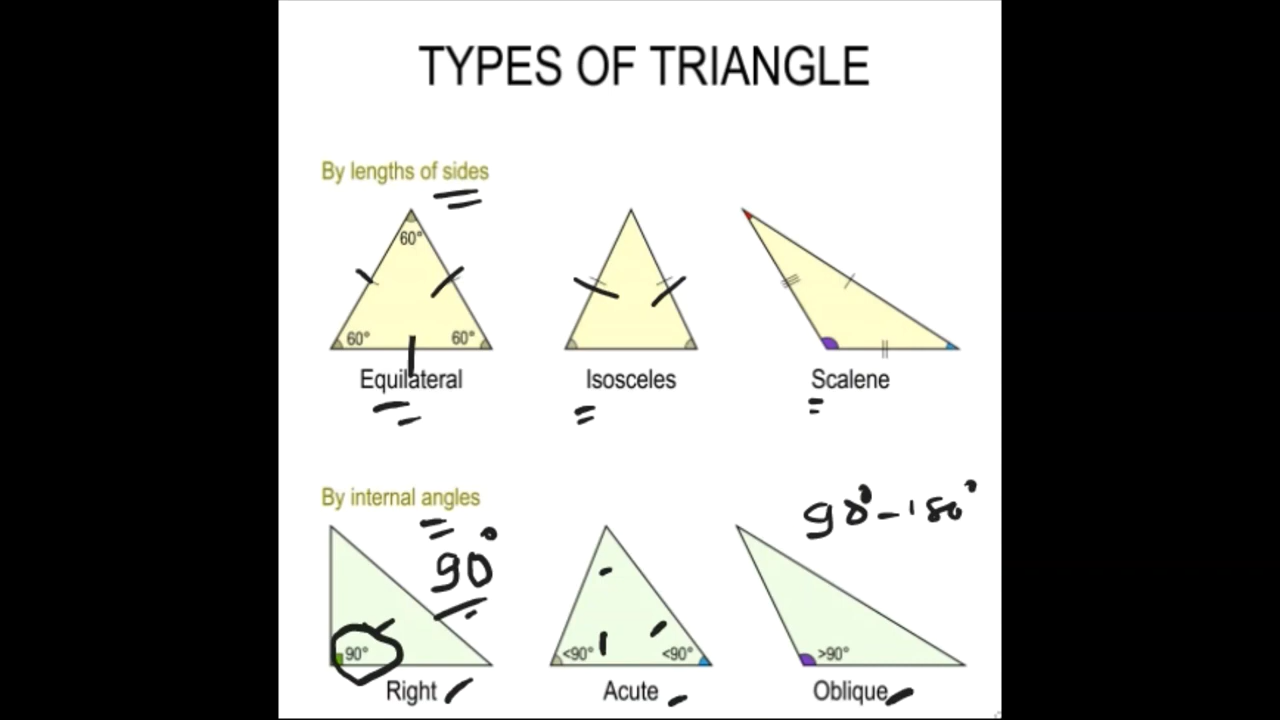 TYPES OF TRIANGLE
By lengths of sides
60°
60° 60°
Equilateral Isosceles Scalene
By internal angles
90° - 180°
90°
90° <90° <90° >90°
Right Acute Oblique